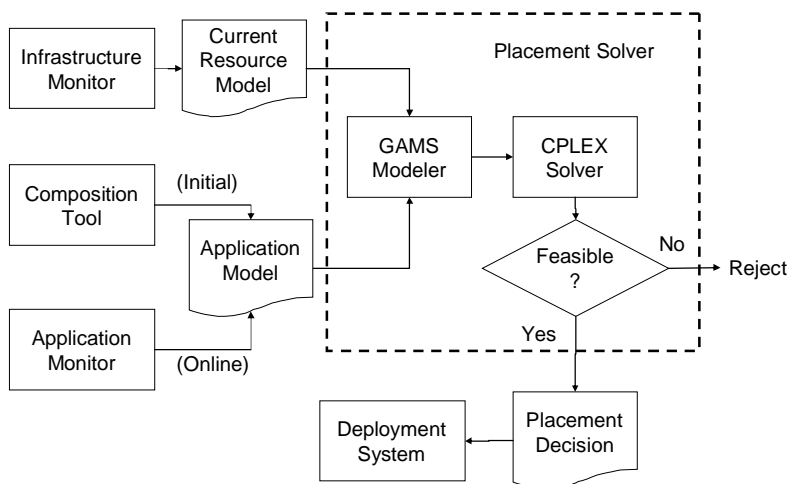 Infrastructure
Monitor
Current
Resource
Model
Placement Solver
GAMS
Modeler
CPLEX
Solver
Composition
Tool
(Initial)
Application
Model
Feasible
?
No
Reject
Application
Monitor
(Online)
Yes
Deployment
System
Placement
Decision